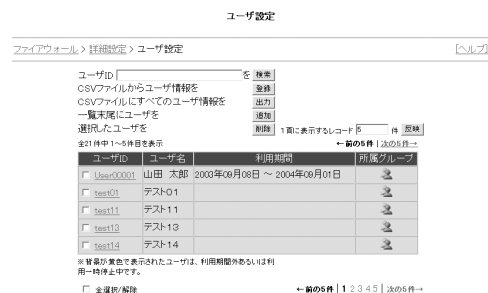 ユーザ設定
ファイアウォール > 詳細設定 > ユーザ設定 [ヘルプ]
ユーザID を 検索
CSVファイルからユーザ情報を 登録
CSVファイルにすべてのユーザ情報を 出力
一覧末尾にユーザを 追加
選択したユーザを 削除 1頁に表示するレコード 5 件 反映
全21件中 1～5件目を表示 ←前の5件 | 次の5件→
ユーザID ユーザ名 利用期間 所属グループ
User00001 山田 太郎 2003年09月08日 ～ 2004年09月01日
test01 テスト01
test11 テスト11
test13 テスト13
test14 テスト14
※背景が黄色で表示されたユーザは、利用期間外あるいは利
用一時停止中です。
全選択/解除 ←前の5件 | 1 2 3 4 5 | 次の5件→